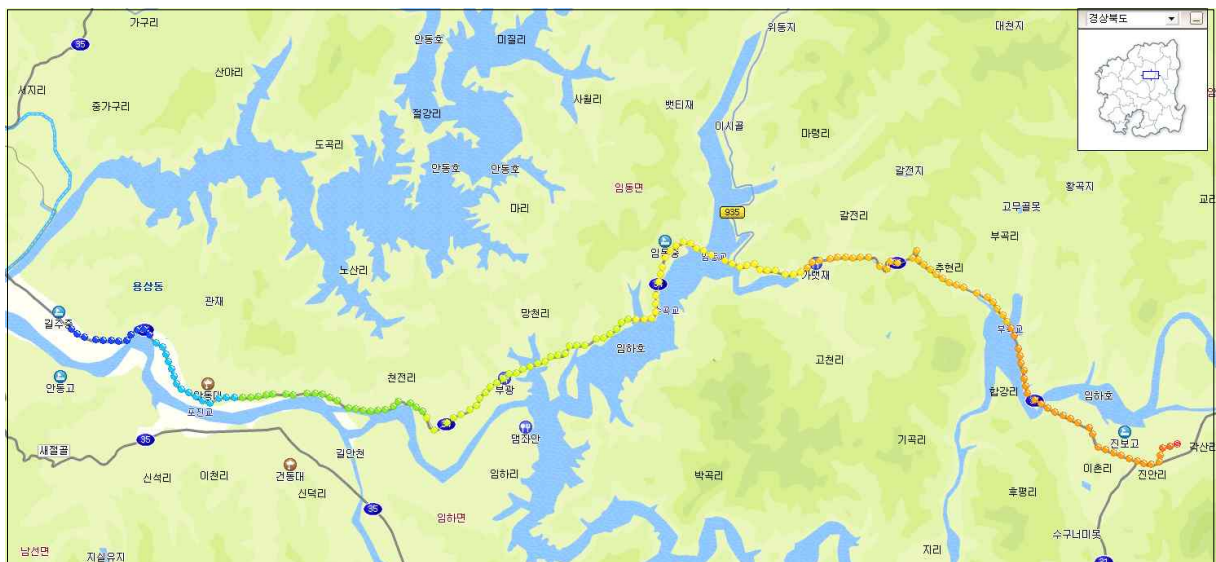 가구리
안동호
미질리
위동지
대천지
경상북도
35
서지리
산야리
중가구리
절강리
사월리
뱃티재
이시골
마령리
도곡리
안동호
안동호
갈전지
임동면
황곡지
마리
935
갈전리
고무골못
교리
부곡리
노산리
가랫재
추현리
용상동
관재
망천리
길주중
임하호
고천리
안동고
천전리
부광
합강리
임하호
안동대
포진교
댐좌안
진보고
35
새절골
길안천
기곡리
각산리
신석리
이천리
건동대
신덕리
임하리
박곡리
이촌리
진안리
후평리
35
임하면
수구너미못
남선면
지실유지
지리
31